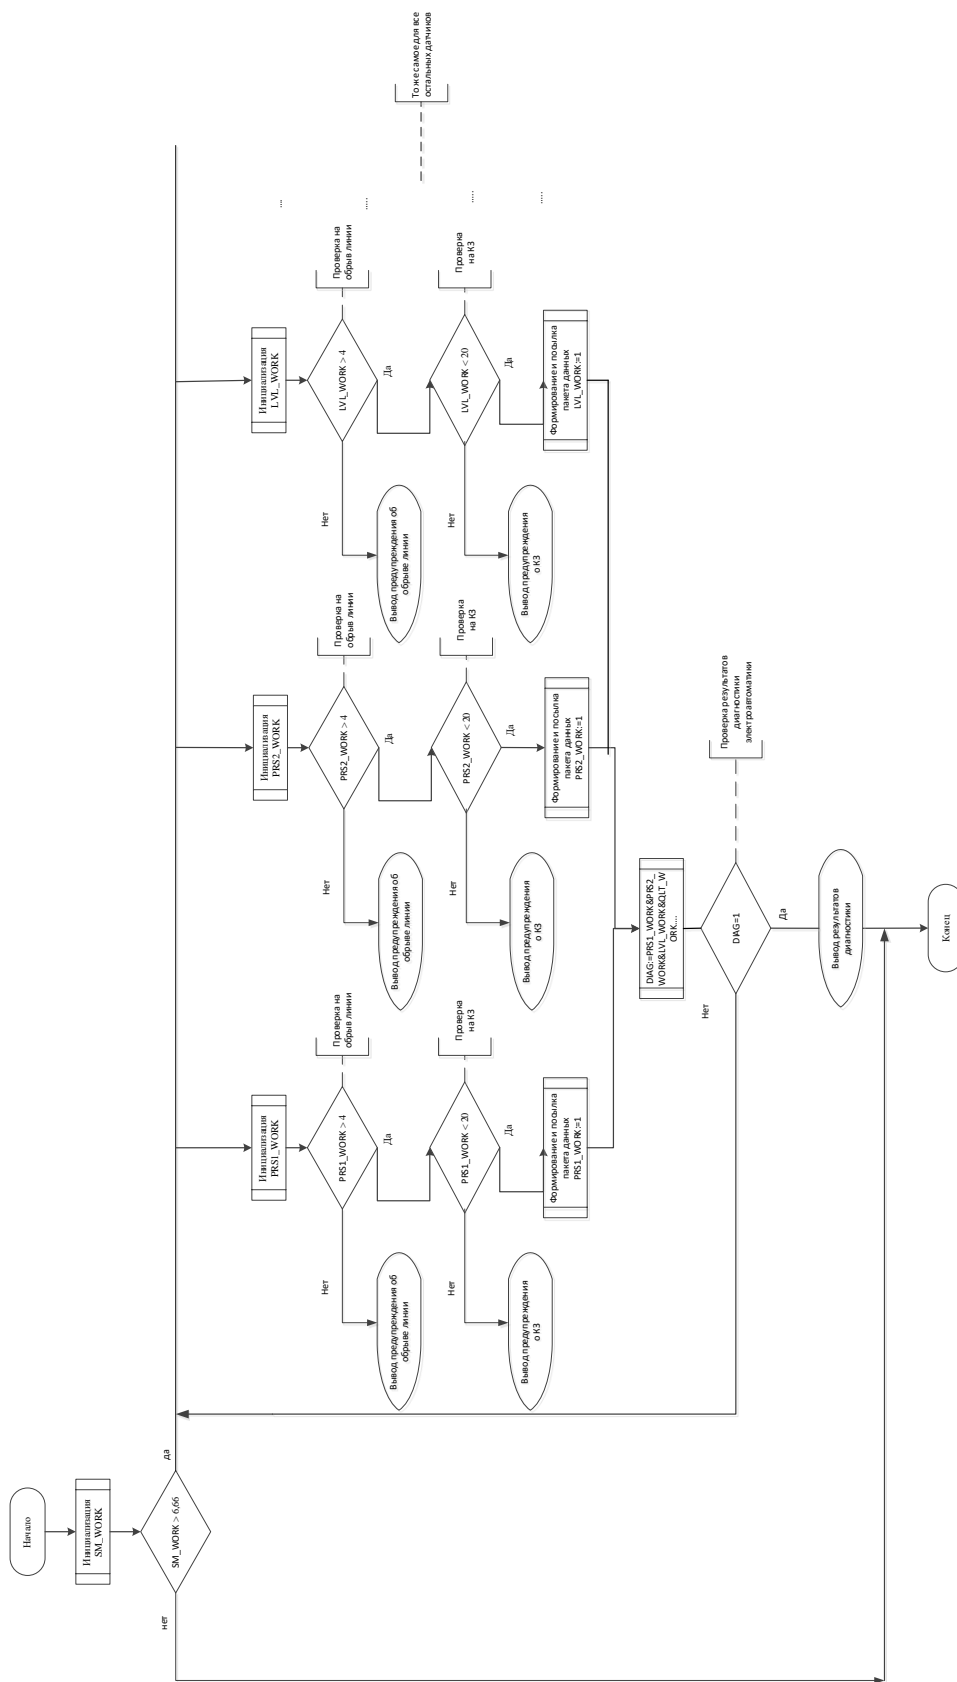 Начало
Инициализация
SM_WORK
SM_WORK > 6,66
да
нет
Инициализация
PRS1_WORK
PRS1_WORK > 4
Проверка на
обрыв линии
Нет
Да
Вывод предупреждения об
обрыве линии
PRS1_WORK < 20
Проверка
на КЗ
Нет
Да
Вывод предупреждения
о КЗ
Формирование и посылка
пакета данных
PRS1_WORK:=1
Инициализация
PRS2_WORK
PRS2_WORK > 4
Проверка на
обрыв линии
Нет
Да
Вывод предупреждения об
обрыве линии
PRS2_WORK < 20
Проверка
на КЗ
Нет
Да
Вывод предупреждения
о КЗ
Формирование и посылка
пакета данных
PRS2_WORK:=1
Инициализация
LVL_WORK
LVL_WORK > 4
Проверка на
обрыв линии
Нет
Да
Вывод предупреждения об
обрыве линии
LVL_WORK < 20
Проверка
на КЗ
Нет
Да
Вывод предупреждения
о КЗ
Формирование и посылка
пакета данных
LVL_WORK:=1
....
.....
.....
.....
То же самое для все
остальных датчиков
DIAG:=PRS1_WORK&PRS2_
WORK&LVL_WORK&QLT_W
ORK....
DIAG=1
Проверка результатов
диагностики
электроавтоматики
Нет
Да
Вывод результатов
диагностики
Конец